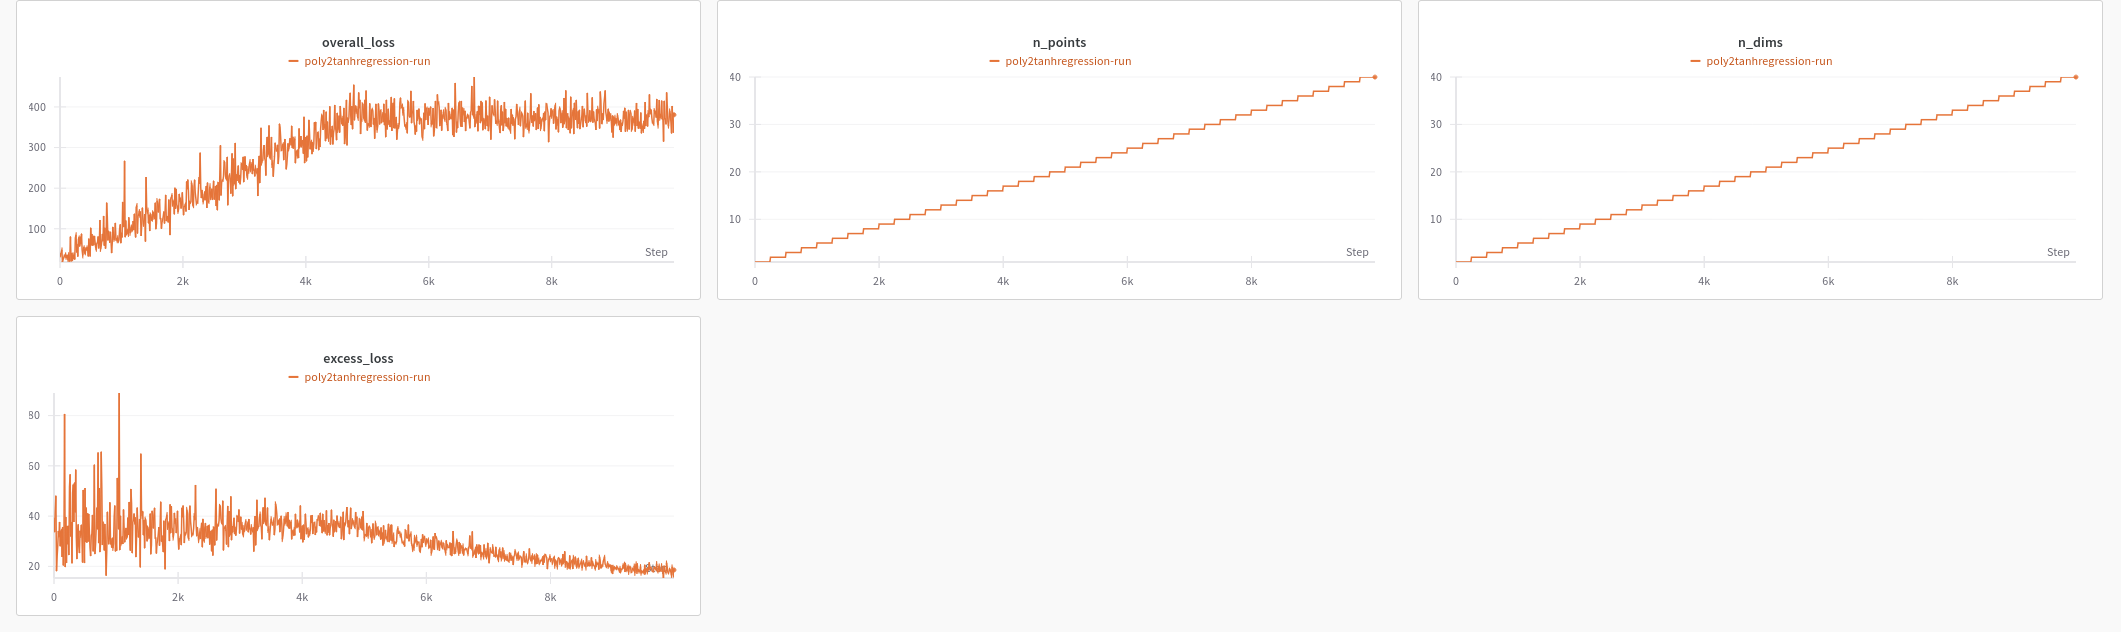 overall_loss
poly2tanhregression-run
400
300
200
100
Step
0 2k 4k 6k 8k
n_points
poly2tanhregression-run
40
30
20
10
Step
0 2k 4k 6k 8k
n_dims
poly2tanhregression-run
40
30
20
10
Step
0 2k 4k 6k 8k
excess_loss
poly2tanhregression-run
80
60
40
20
0 2k 4k 6k 8k